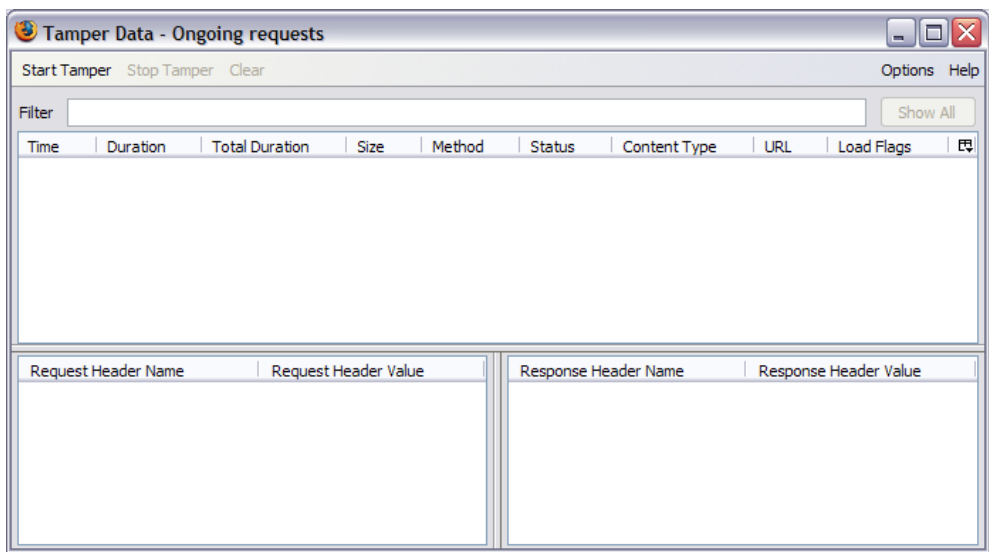 Tamper Data - Ongoing requests
Start Tamper Stop Tamper Clear Options Help
Filter Show All
Time Duration Total Duration Size Method Status Content Type URL Load Flags
Request Header Name Request Header Value Response Header Name Response Header Value